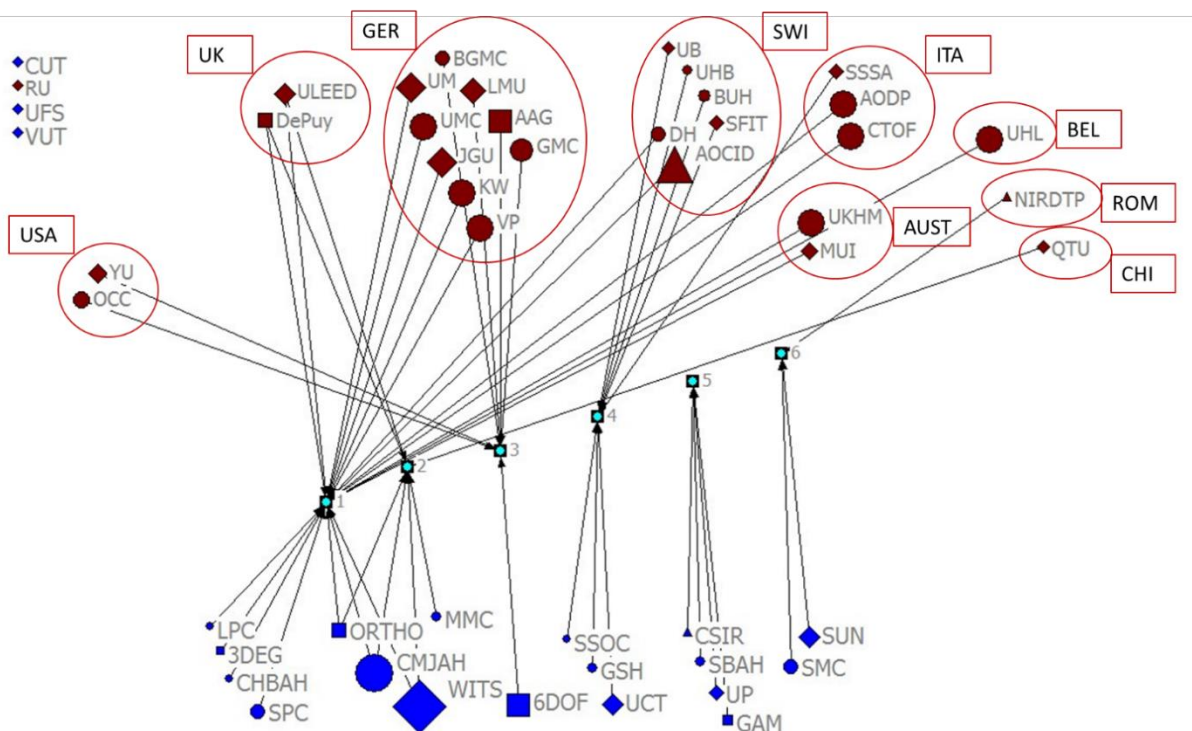 GER
SWI
UK
ITA
BGMC
UB
CUT
UM
LMU
UHB
SSSA
RU
ULEED
BUH
AODP
UFS
DePuy
UMC
AAG
SFIT
CTOF
VUT
GMC
DH
UHL
BEL
JGU
AOCID
KW
NIRDTP
ROM
USA
VP
UKHM
AUST
MUI
QTU
YU
CHI
OCC
6
5
4
3
2
1
LPC
ORTHO
MMC
SSOC
CSIR
SUN
3DEG
CMJAH
GSH
SBAH
SMC
CHBAH
WITS
6DOF
UCT
UP
SPC
GAM